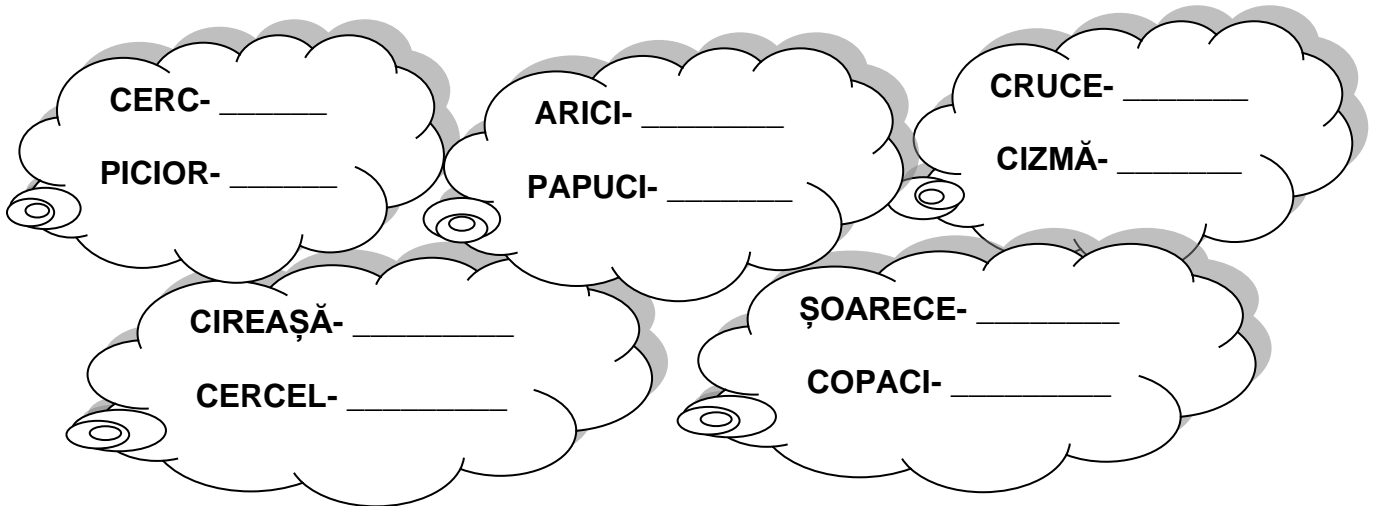 CERC- ______
PICIOR- ______
ARICI- ________
PAPUCI- _______
CRUCE- _______
CIZMĂ- _______
CIREAȘĂ- _________
CERCEL- _________
ȘOARECE- ________
COPACI- _________